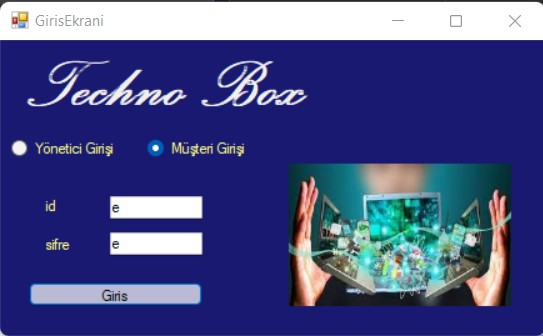 GirisEkrani
Techno Box
Yönetici Girişi
Müşteri Girişi
id
e
sifre
e
Giris